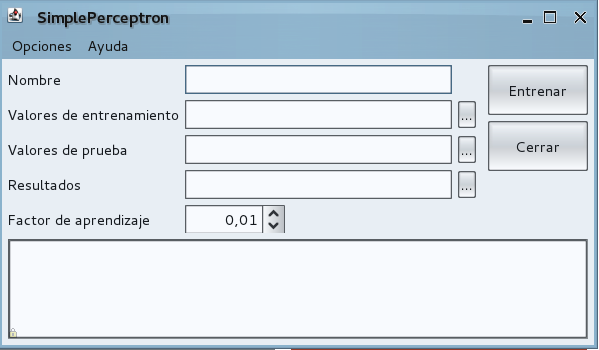 SimplePerceptron
Opciones Ayuda
Nombre
Entrenar
Valores de entrenamiento ...
Cerrar
Valores de prueba ...
Resultados ...
Factor de aprendizaje 0,01